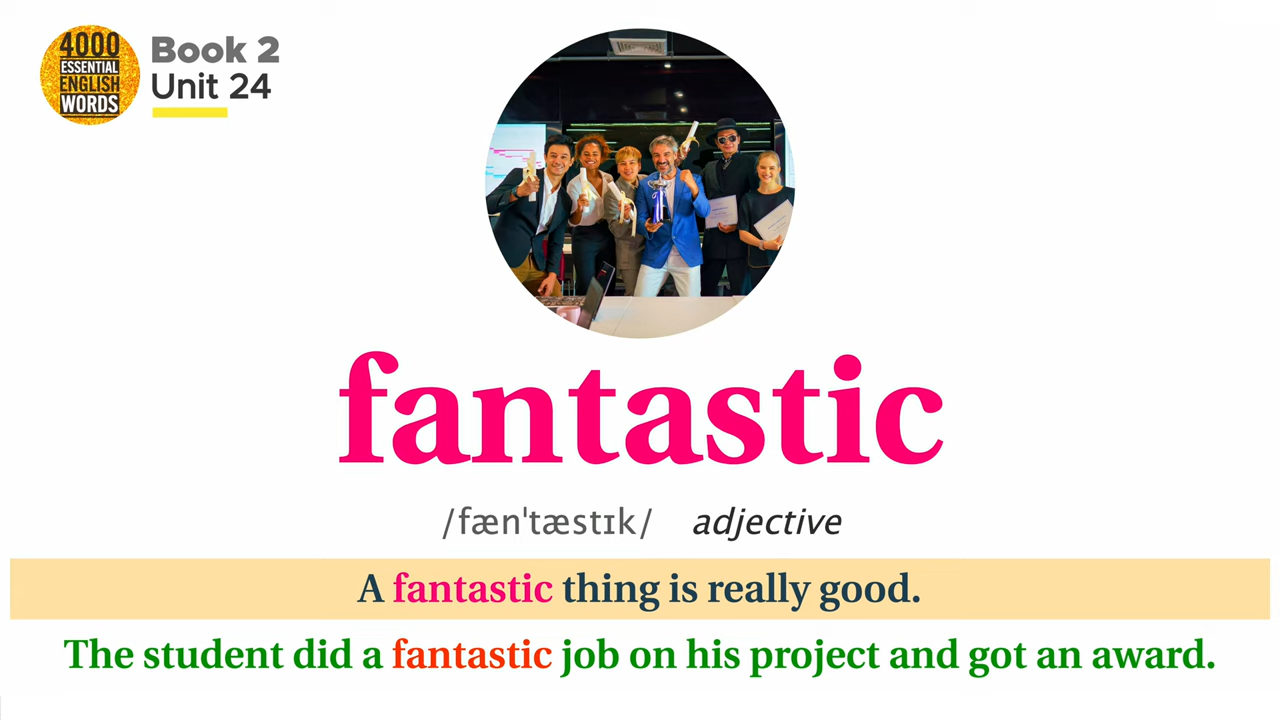 4000
ESSENTIAL
ENGLISH
WORDS
Book 2
Unit 24
fantastic
/fæn'tæstɪk/ adjective
A fantastic thing is really good.
The student did a fantastic job on his project and got an award.